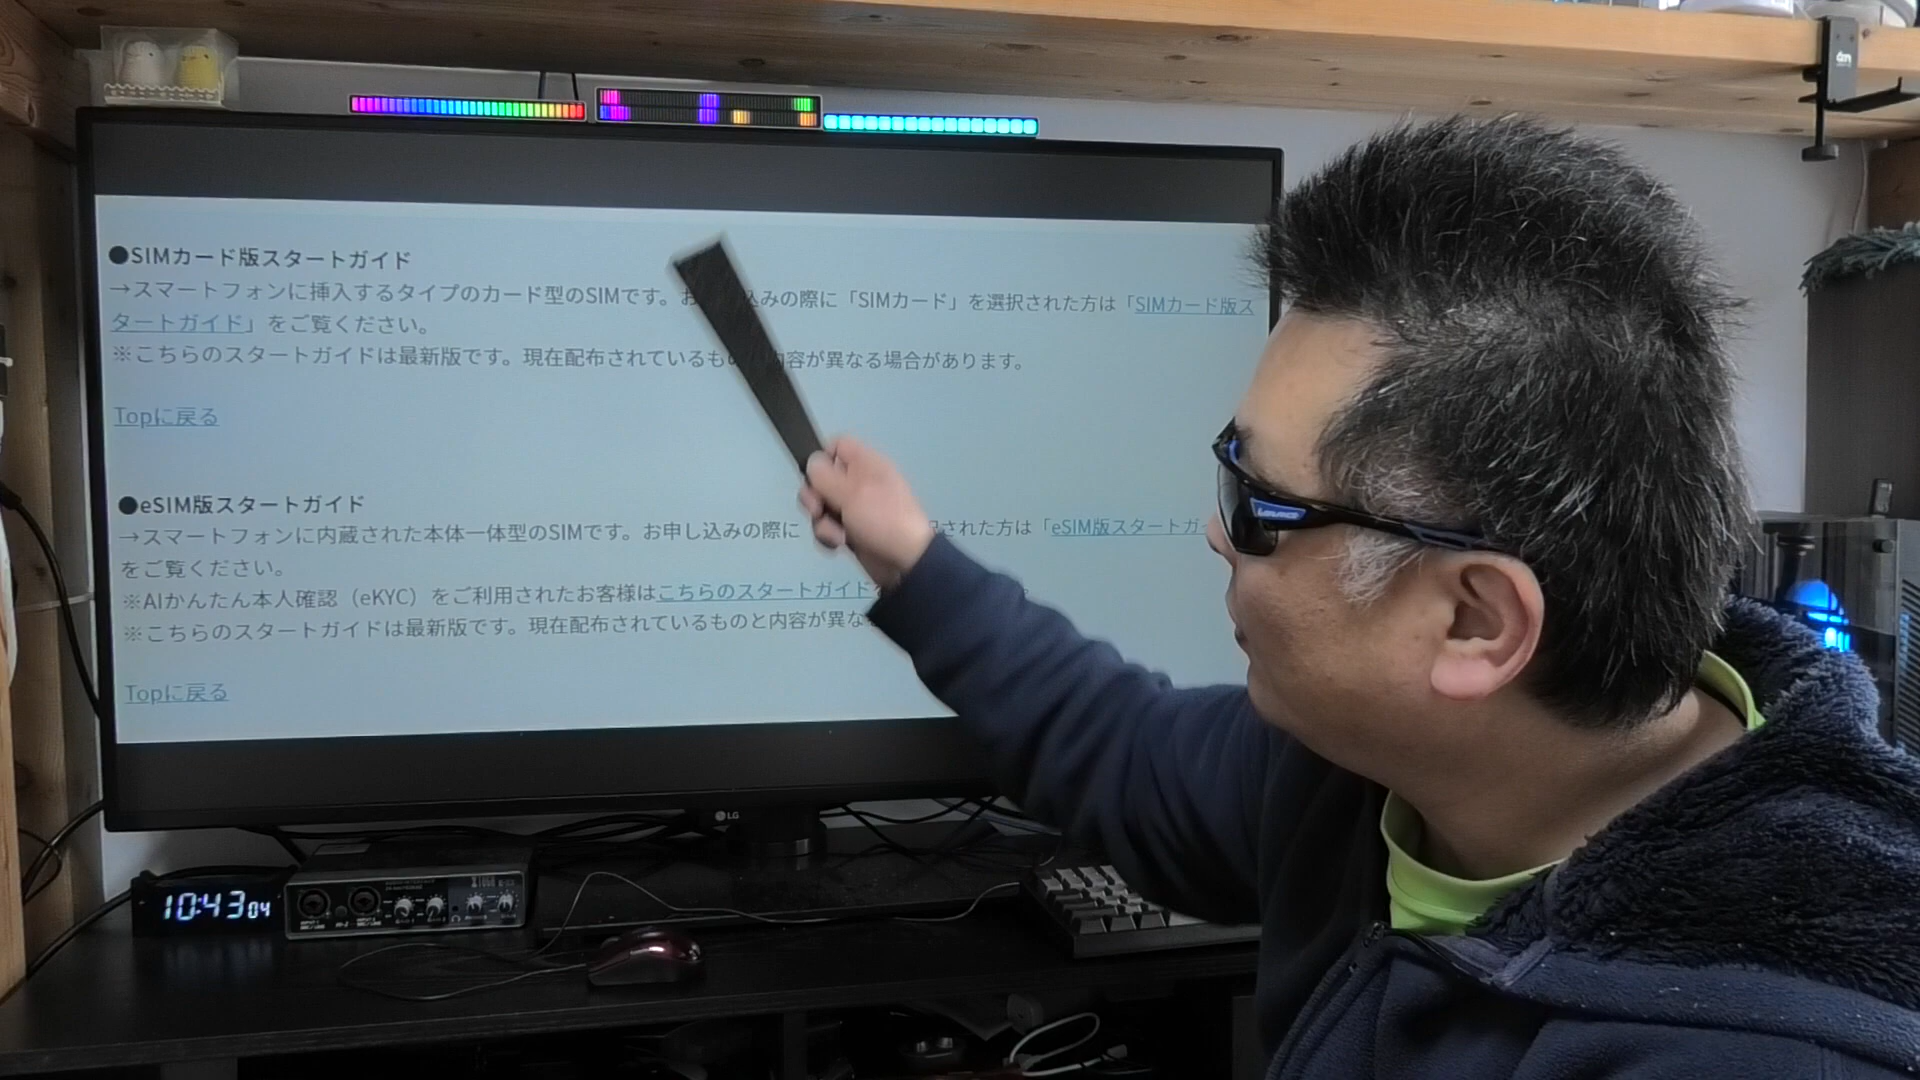 ●SIMカード版スタートガイド
→スマートフォンに挿入するタイプのカード型のSIMです。お 込みの際に「SIMカード」を選択された方は「SIMカード版ス
タートガイド」をご覧ください。
※こちらのスタートガイドは最新版です。現在配布されているもの 内容が異なる場合があります。
Topに戻る
●eSIM版スタートガイド
→スマートフォンに内蔵された本体一体型のSIMです。お申し込みの際に された方は「eSIM版スタートガイ
をご覧ください。
※AIかんたん本人確認（eKYC）をご利用されたお客様はこちらのスタートガイド
※こちらのスタートガイドは最新版です。現在配布されているものと内容が異な
Topに戻る
LG
10:43 04